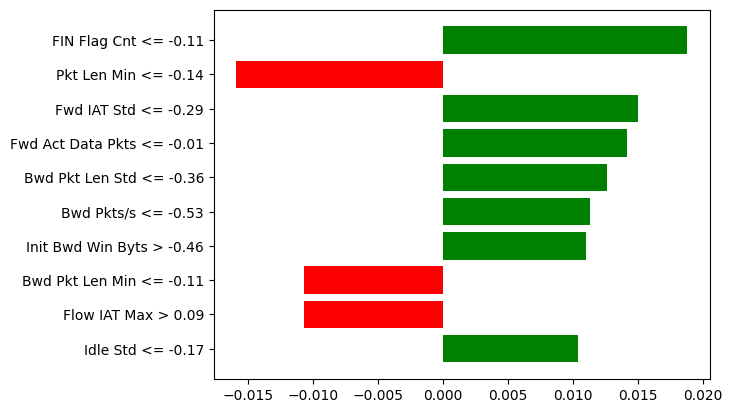 FIN Flag Cnt <= -0.11
Pkt Len Min <= -0.14
Fwd IAT Std <= -0.29
Fwd Act Data Pkts <= -0.01
Bwd Pkt Len Std <= -0.36
Bwd Pkts/s <= -0.53
Init Bwd Win Byts > -0.46
Bwd Pkt Len Min <= -0.11
Flow IAT Max > 0.09
Idle Std <= -0.17
−0.015 −0.010 −0.005 0.000 0.005 0.010 0.015 0.020